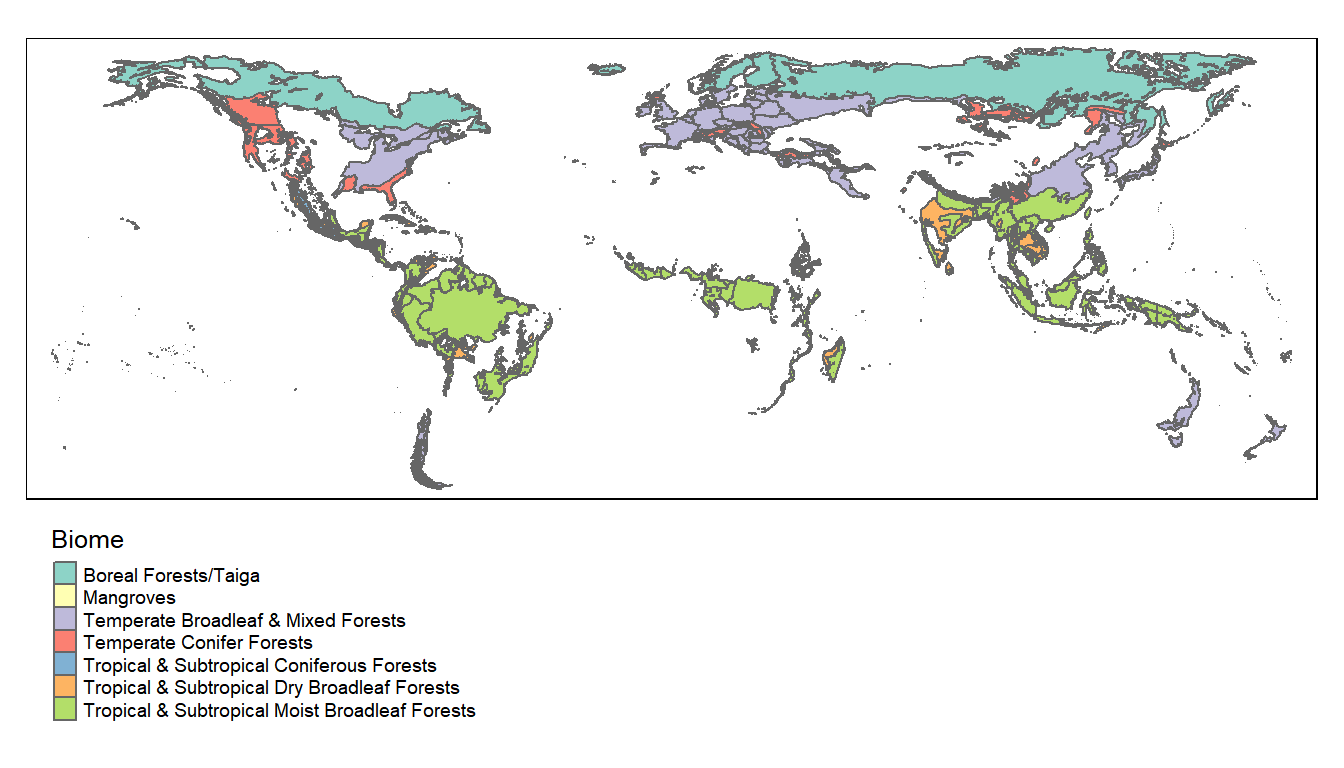 Biome
Boreal Forests/Taiga
Mangroves
Temperate Broadleaf & Mixed Forests
Temperate Conifer Forests
Tropical & Subtropical Coniferous Forests
Tropical & Subtropical Dry Broadleaf Forests
Tropical & Subtropical Moist Broadleaf Forests